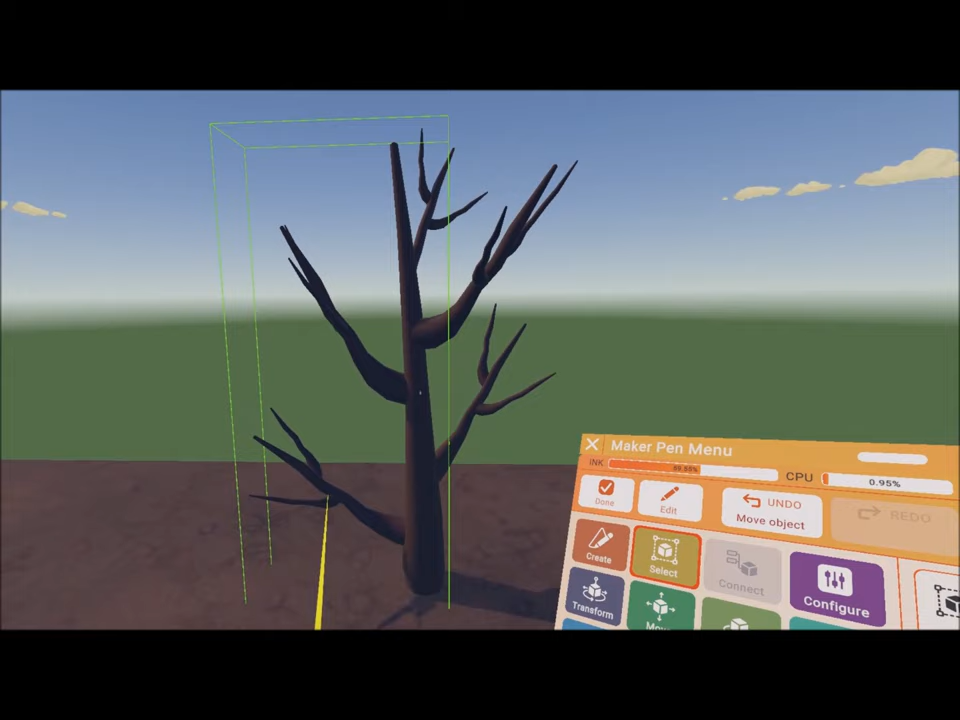 Maker Pen Menu
INK
CPU 0.95%
Done
Edit
UNDO
Move object
REDO
Create
Select
Connect
Configure
Transform